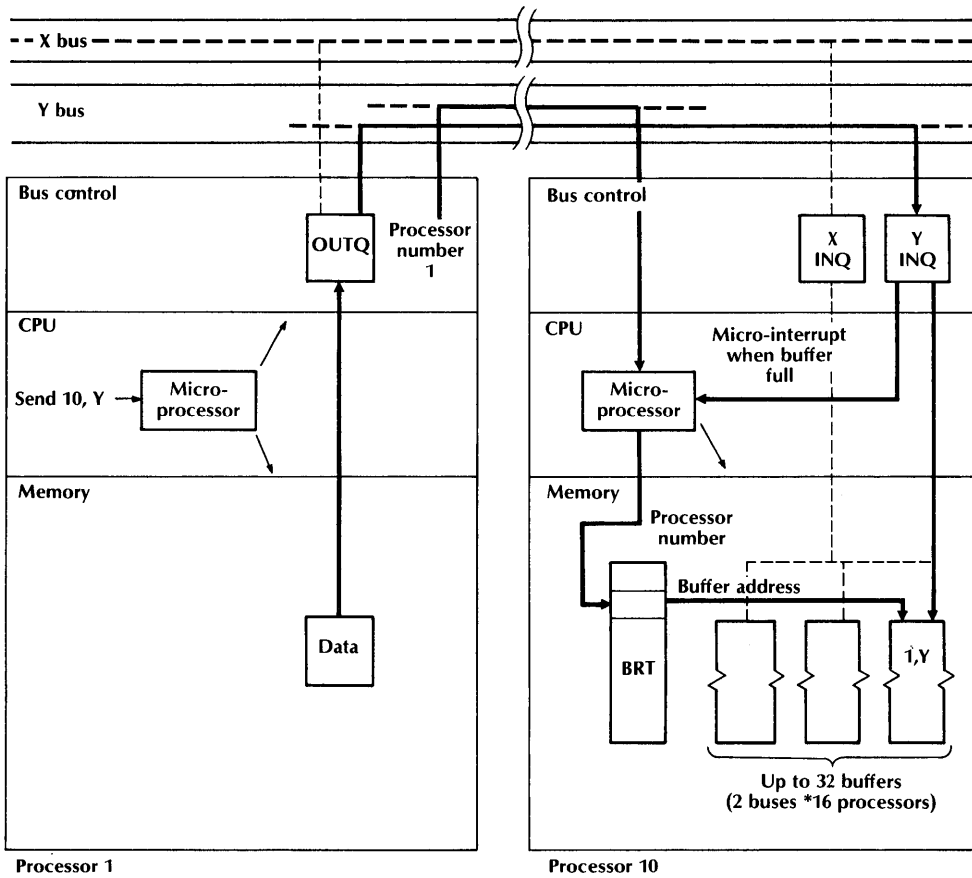 X bus
Y bus
Bus control
OUTQ
Processor
number
1
CPU
Send 10, Y
Micro-
processor
Memory
Data
Processor 1
Bus control
X
INQ
Y
INQ
CPU
Micro-interrupt
when buffer
full
Micro-
processor
Memory
Processor
number
Buffer address
BRT
1,Y
Up to 32 buffers
(2 buses *16 processors)
Processor 10